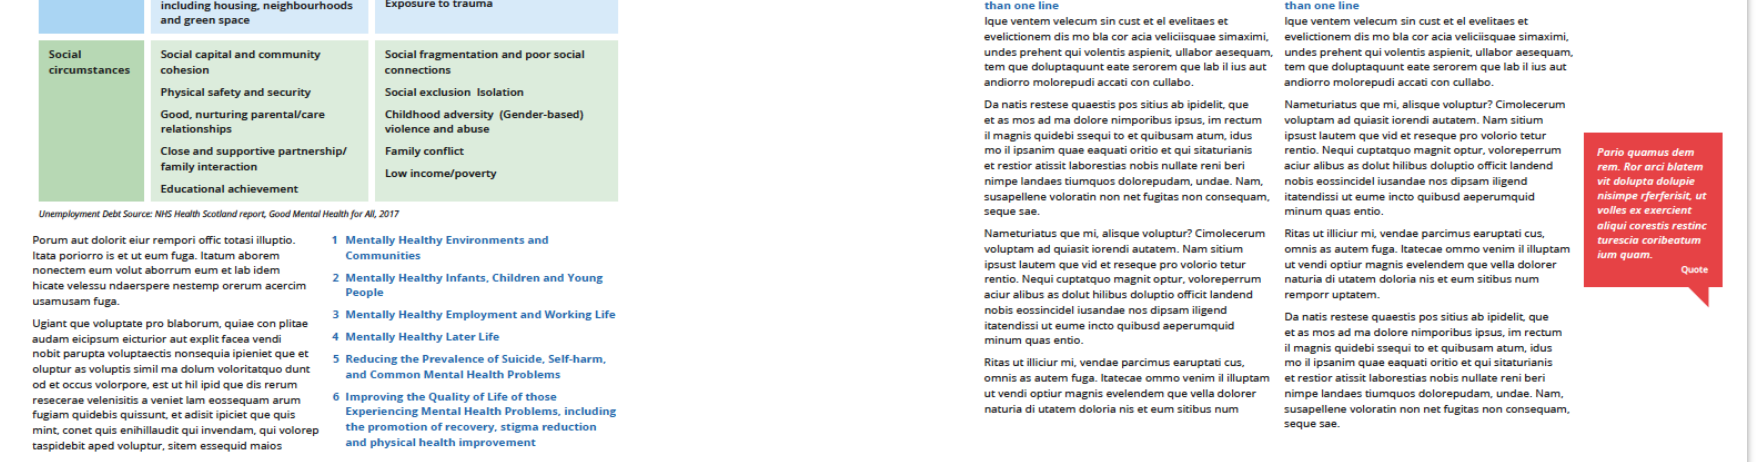 including housing, neighbourhoods
and green space
Exposure to trauma
Social
circumstances
Social capital and community
cohesion
Physical safety and security
Good, nurturing parental/care
relationships
Close and supportive partnership/
family interaction
Educational achievement
Social fragmentation and poor social
connections
Social exclusion  Isolation
Childhood adversity  (Gender-based)
violence and abuse
Family conflict
Low income/poverty
Unemployment Debt Source: NHS Health Scotland report, Good Mental Health for All, 2017
Porum aut dolorit eiur rempori offic totasi illuptio.
Itata poriorro is et ut eum fuga. Itatum aborem
nonectem eum volut aborrum eum et lab idem
hicate velessu ndaerspere nestemp orerum acercim
usamusam fuga.
Ugiant que voluptate pro blaborum, quiae con plitae
audam eicipsum eicturior aut explit facea vendi
nobit parupta voluptaectis nonsequia ipieniet que et
oluptur as voluptis simil ma dolum voloritatquo dunt
od et occus volorpore, est ut hil ipid que dis rerum
resecerae velenisitis a veniet lam eossequam arum
fugiam quidebis quissunt, et adisit ipiciet que quis
mint, conet quis enihillaudit qui invendam, qui volorep
taspidebit aped voluptur, sitem essequid maios
1 Mentally Healthy Environments and
Communities
2 Mentally Healthy Infants, Children and Young
People
3 Mentally Healthy Employment and Working Life
4 Mentally Healthy Later Life
5 Reducing the Prevalence of Suicide, Self-harm,
and Common Mental Health Problems
6 Improving the Quality of Life of those
Experiencing Mental Health Problems, including
the promotion of recovery, stigma reduction
and physical health improvement
than one line
Ique ventem velecum sin cust et el evelitaes et
evelictionem dis mo bla cor acia veliciisquae simaximi,
undes prehent qui volentis aspienit, ullabor aesequam,
tem que doluptaquunt eate serorem que lab il ius aut
andiorro molorepudi accati con cullabo.
Da natis restese quaestis pos sitius ab ipidelit, que
et as mos ad ma dolore nimporibus ipsus, im rectum
il magnis quidebi ssequi to et quibusam atum, idus
mo il ipsanim quae eaquati oritio et qui sitaturianis
et restior atissit laborestias nobis nullate reni beri
nimpe landaes tiumquos dolorepudam, undae. Nam,
susapellene voloratin non net fugitas non consequam,
seque sae.
Nameturiatus que mi, alisque voluptur? Cimolecerum
voluptam ad quiasit iorendi autatem. Nam sitium
ipsust lautem que vid et reseque pro volorio tetur
rentio. Nequi cuptatquo magnit optur, voloreperrum
aciur alibus as dolut hilibus doluptio officit landend
nobis eossincidel iusandae nos dipsam iligend
itatendissi ut eume incto quibusd aeperumquid
minum quas entio.
Ritas ut illiciur mi, vendae parcimus earuptati cus,
omnis as autem fuga. Itatecae ommo venim il illuptam
ut vendi optiur magnis evelendem que vella dolorer
naturia di utatem doloria nis et eum sitibus num
than one line
Ique ventem velecum sin cust et el evelitaes et
evelictionem dis mo bla cor acia veliciisquae simaximi,
undes prehent qui volentis aspienit, ullabor aesequam,
tem que doluptaquunt eate serorem que lab il ius aut
andiorro molorepudi accati con cullabo.
Nameturiatus que mi, alisque voluptur? Cimolecerum
voluptam ad quiasit iorendi autatem. Nam sitium
ipsust lautem que vid et reseque pro volorio tetur
rentio. Nequi cuptatquo magnit optur, voloreperrum
aciur alibus as dolut hilibus doluptio officit landend
nobis eossincidel iusandae nos dipsam iligend
itatendissi ut eume incto quibusd aeperumquid
minum quas entio.
Ritas ut illiciur mi, vendae parcimus earuptati cus,
omnis as autem fuga. Itatecae ommo venim il illuptam
ut vendi optiur magnis evelendem que vella dolorer
naturia di utatem doloria nis et eum sitibus num
remporr uptatem.
Da natis restese quaestis pos sitius ab ipidelit, que
et as mos ad ma dolore nimporibus ipsus, im rectum
il magnis quidebi ssequi to et quibusam atum, idus
mo il ipsanim quae eaquati oritio et qui sitaturianis
et restior atissit laborestias nobis nullate reni beri
nimpe landaes tiumquos dolorepudam, undae. Nam,
susapellene voloratin non net fugitas non consequam,
seque sae.
Pario quamus dem
rem. Ror arci blatem
vit dolupta dolupie
nisimpe rferferisit, ut
volles ex exercient
aliqui corestis restinc
turescia coribeatum
ium quam.
Quote